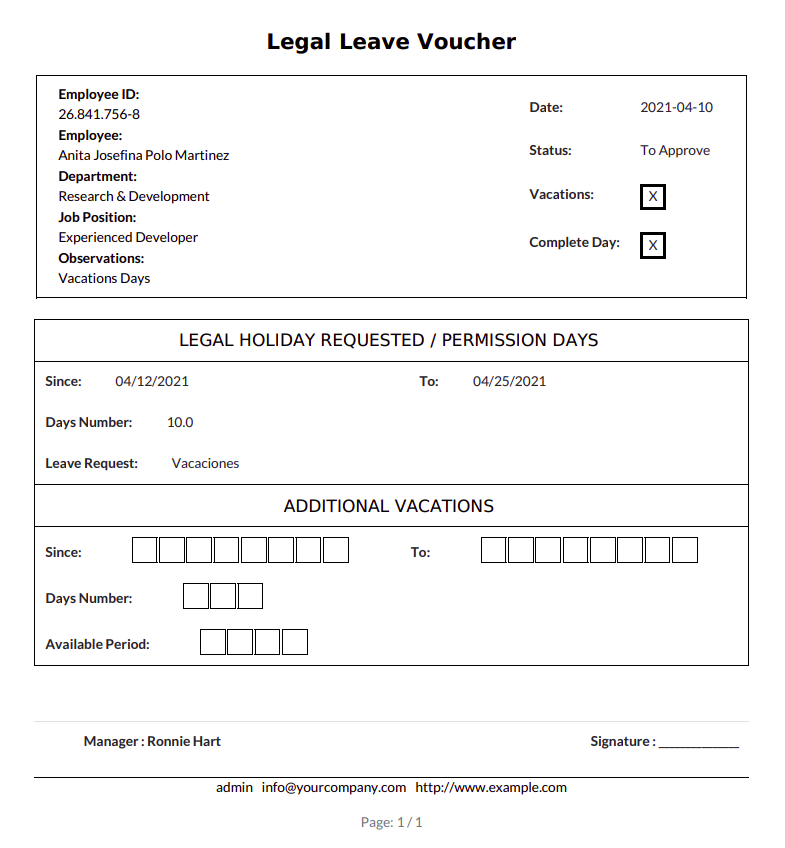 Legal Leave Voucher
Employee ID:
26.841.756-8
Employee:
Anita Josefina Polo Martinez
Department:
Research & Development
Job Position:
Experienced Developer
Observations:
Vacations Days
Date: 2021-04-10
Status: To Approve
Vacations: X
Complete Day: X
LEGAL HOLIDAY REQUESTED / PERMISSION DAYS
Since: 04/12/2021 To: 04/25/2021
Days Number: 10.0
Leave Request: Vacaciones
ADDITIONAL VACATIONS
Since: To:
Days Number:
Available Period:
Manager : Ronnie Hart Signature : ______________
admin info@yourcompany.com http://www.example.com
Page: 1 / 1